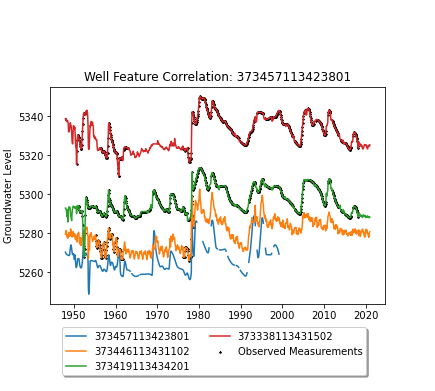 Well Feature Correlation: 373457113423801
Groundwater Level
5340
5320
5300
5280
5260
1950 1960 1970 1980 1990 2000 2010 2020
373457113423801
373446113431102
373419113434201
373338113431502
Observed Measurements